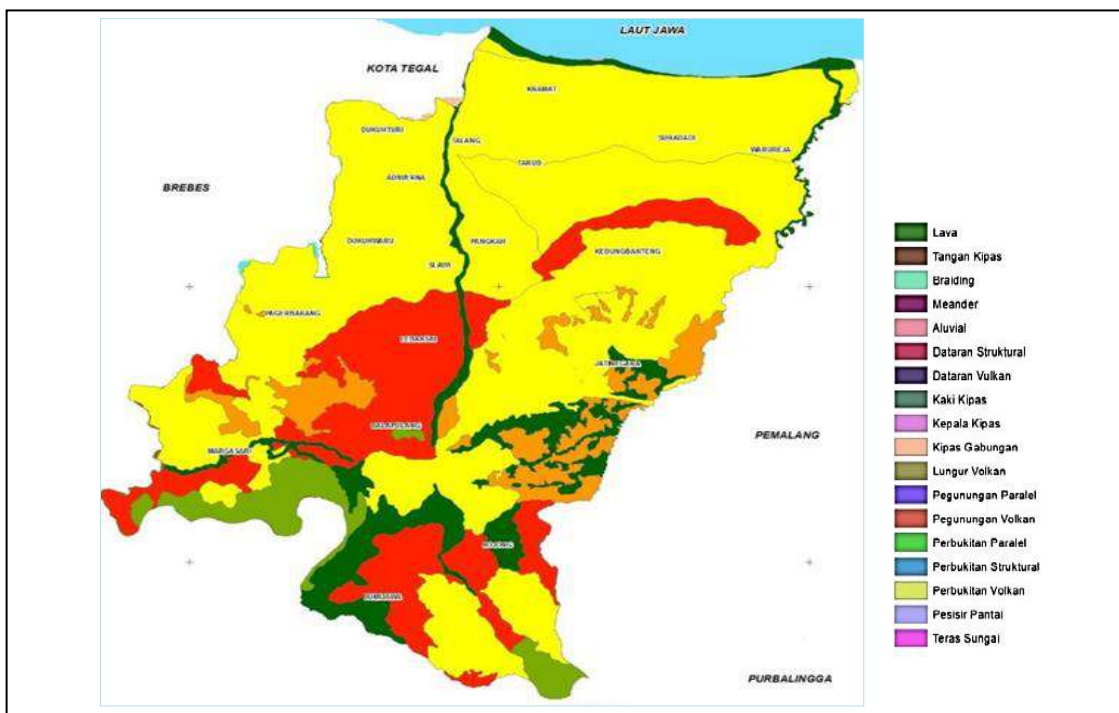 LAUT JAWA
KOTA TEGAL
KRAMAT
DUKUHTURI
TALANG
SURADADI
WARUREJA
TARUB
ADIWERNA
BREBES
DUKUHWARU
PANGKAH
KEDUNGBANTENG
SLAWI
PAGERBARANG
LEBAKSIU
JATINEGARA
BALAPULANG
PEMALANG
MARGASARI
BOJONG
BUMIJAWA
PURBALINGGA
Lava
Tangan Kipas
Braiding
Meander
Aluvial
Dataran Struktural
Dataran Vulkan
Kaki Kipas
Kepala Kipas
Kipas Gabungan
Lungur Volkan
Pegunungan Paralel
Pegunungan Volkan
Perbukitan Paralel
Perbukitan Struktural
Perbukitan Volkan
Pesisir Pantai
Teras Sungai